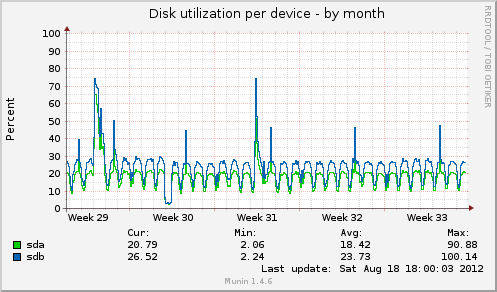 Disk utilization per device - by month
RRDTOOL / TOBI OETIKER
Percent
100
90
80
70
60
50
40
30
20
10
0
Week 29 Week 30 Week 31 Week 32 Week 33
Cur: Min: Avg: Max:
sda 20.79 2.06 18.42 90.88
sdb 26.52 2.24 23.73 100.14
Last update: Sat Aug 18 18:00:03 2012
Munin 1.4.6